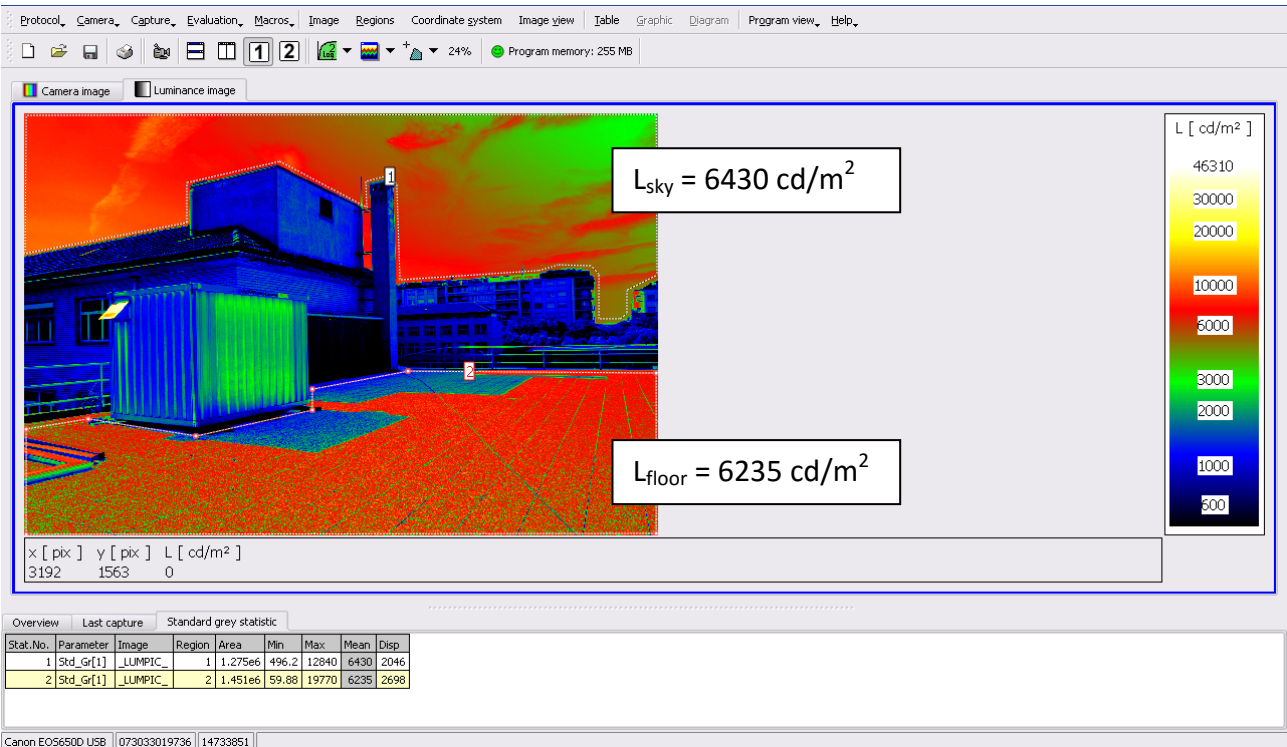 Protocol Camera Capture Evaluation Macros Image Regions Coordinate system Image view Table Graphic Diagram Program view Help
1 2 LOG 24% Program memory: 255 MB
Camera image Luminance image
L [ cd/m² ]
46310
30000
20000
10000
6000
3000
2000
1000
600
1
Lsky = 6430 cd/m²
2
Lfloor = 6235 cd/m²
x [ pix ] y [ pix ] L [ cd/m² ]
3192 1563 0
Overview Last capture Standard grey statistic
Stat.No. Parameter Image Region Area Min Max Mean Disp
1 Std_Gr[1] _LUMPIC_ 1 1.275e6 496.2 12840 6430 2046
2 Std_Gr[1] _LUMPIC_ 2 1.451e6 59.88 19770 6235 2698
Canon EOS650D USB 073033019736 14733851